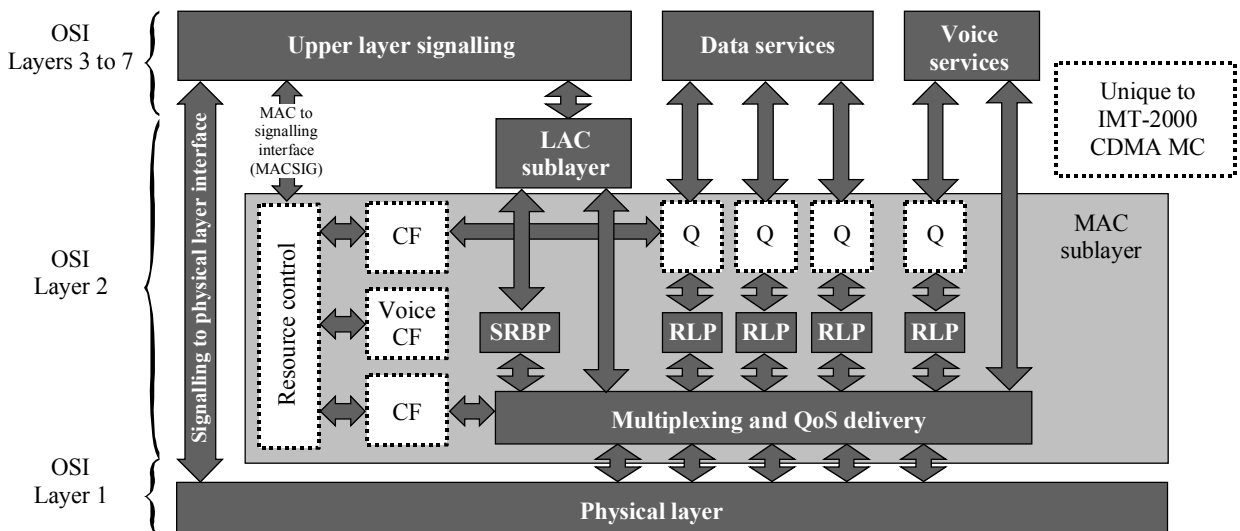 OSI
Layers 3 to 7
Upper layer signalling
Data services
Voice
services
Unique to
IMT-2000
CDMA MC
MAC to
signalling
interface
(MACSIG)
LAC
sublayer
Signalling to physical layer interface
OSI
Layer 2
MAC
sublayer
Resource control
CF
Q
Q
Q
Q
Voice
CF
SRBP
RLP
RLP
RLP
RLP
CF
Multiplexing and QoS delivery
OSI
Layer 1
Physical layer